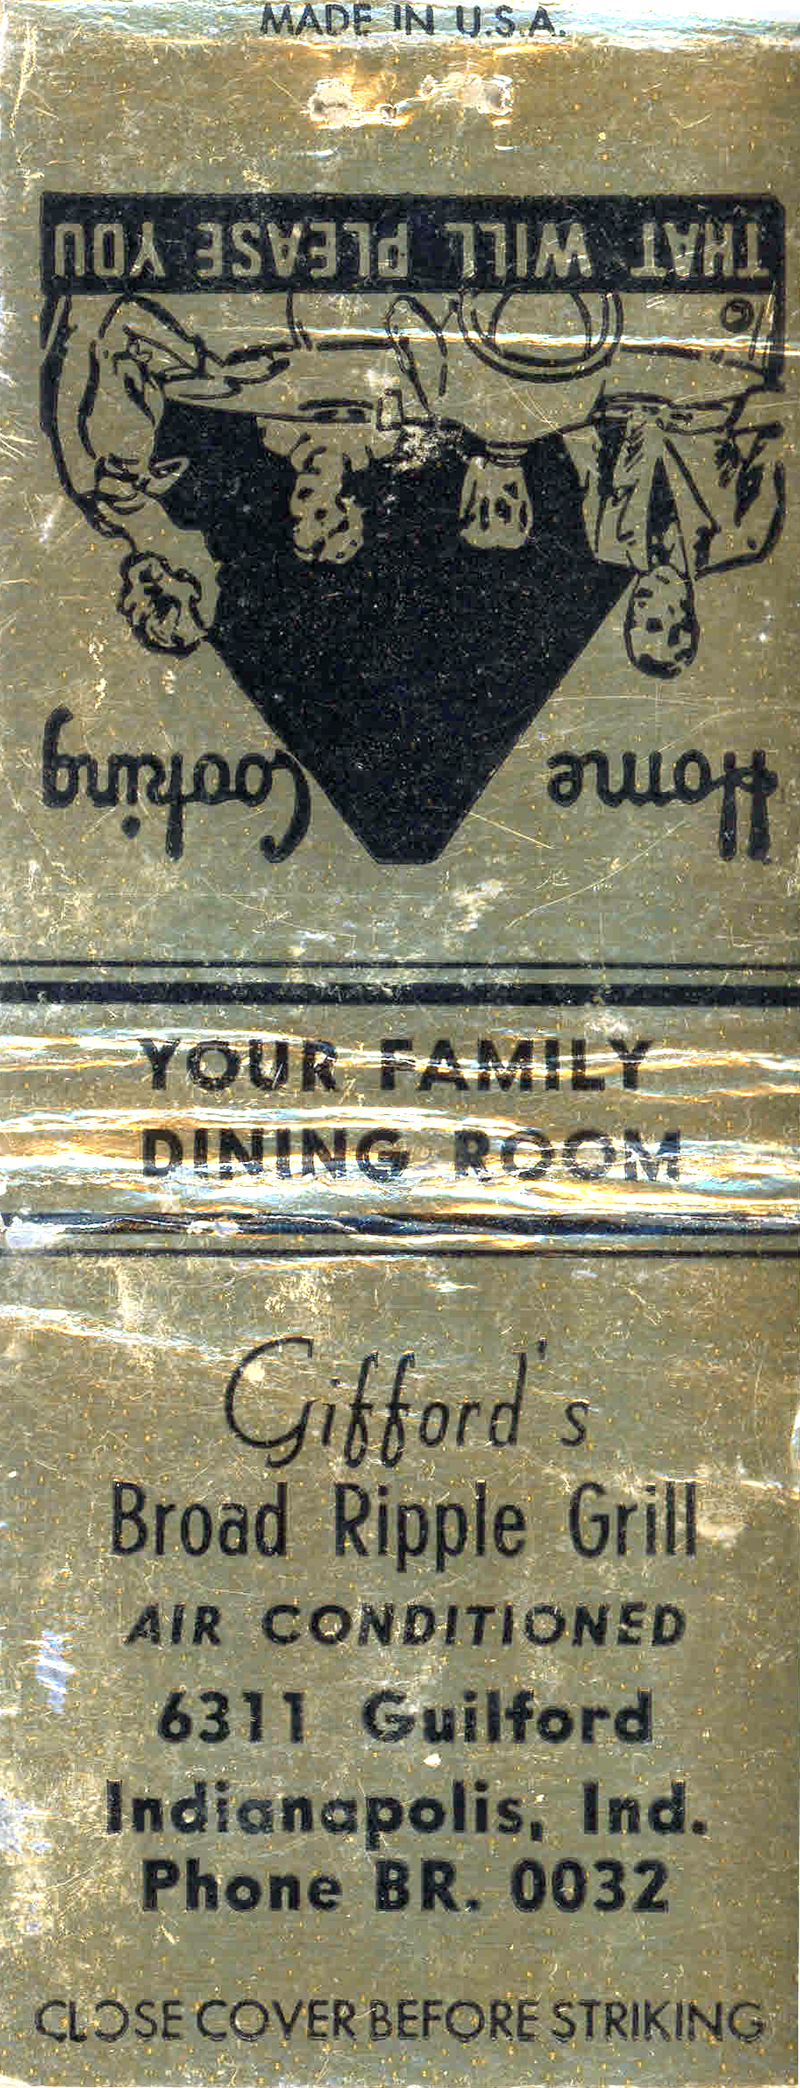 MADE IN U.S.A.
Home Cooking
THAT WILL PLEASE YOU
YOUR FAMILY
DINING ROOM
Gifford's
Broad Ripple Grill
AIR CONDITIONED
6311 Guilford
Indianapolis, Ind.
Phone BR. 0032
CLOSE COVER BEFORE STRIKING